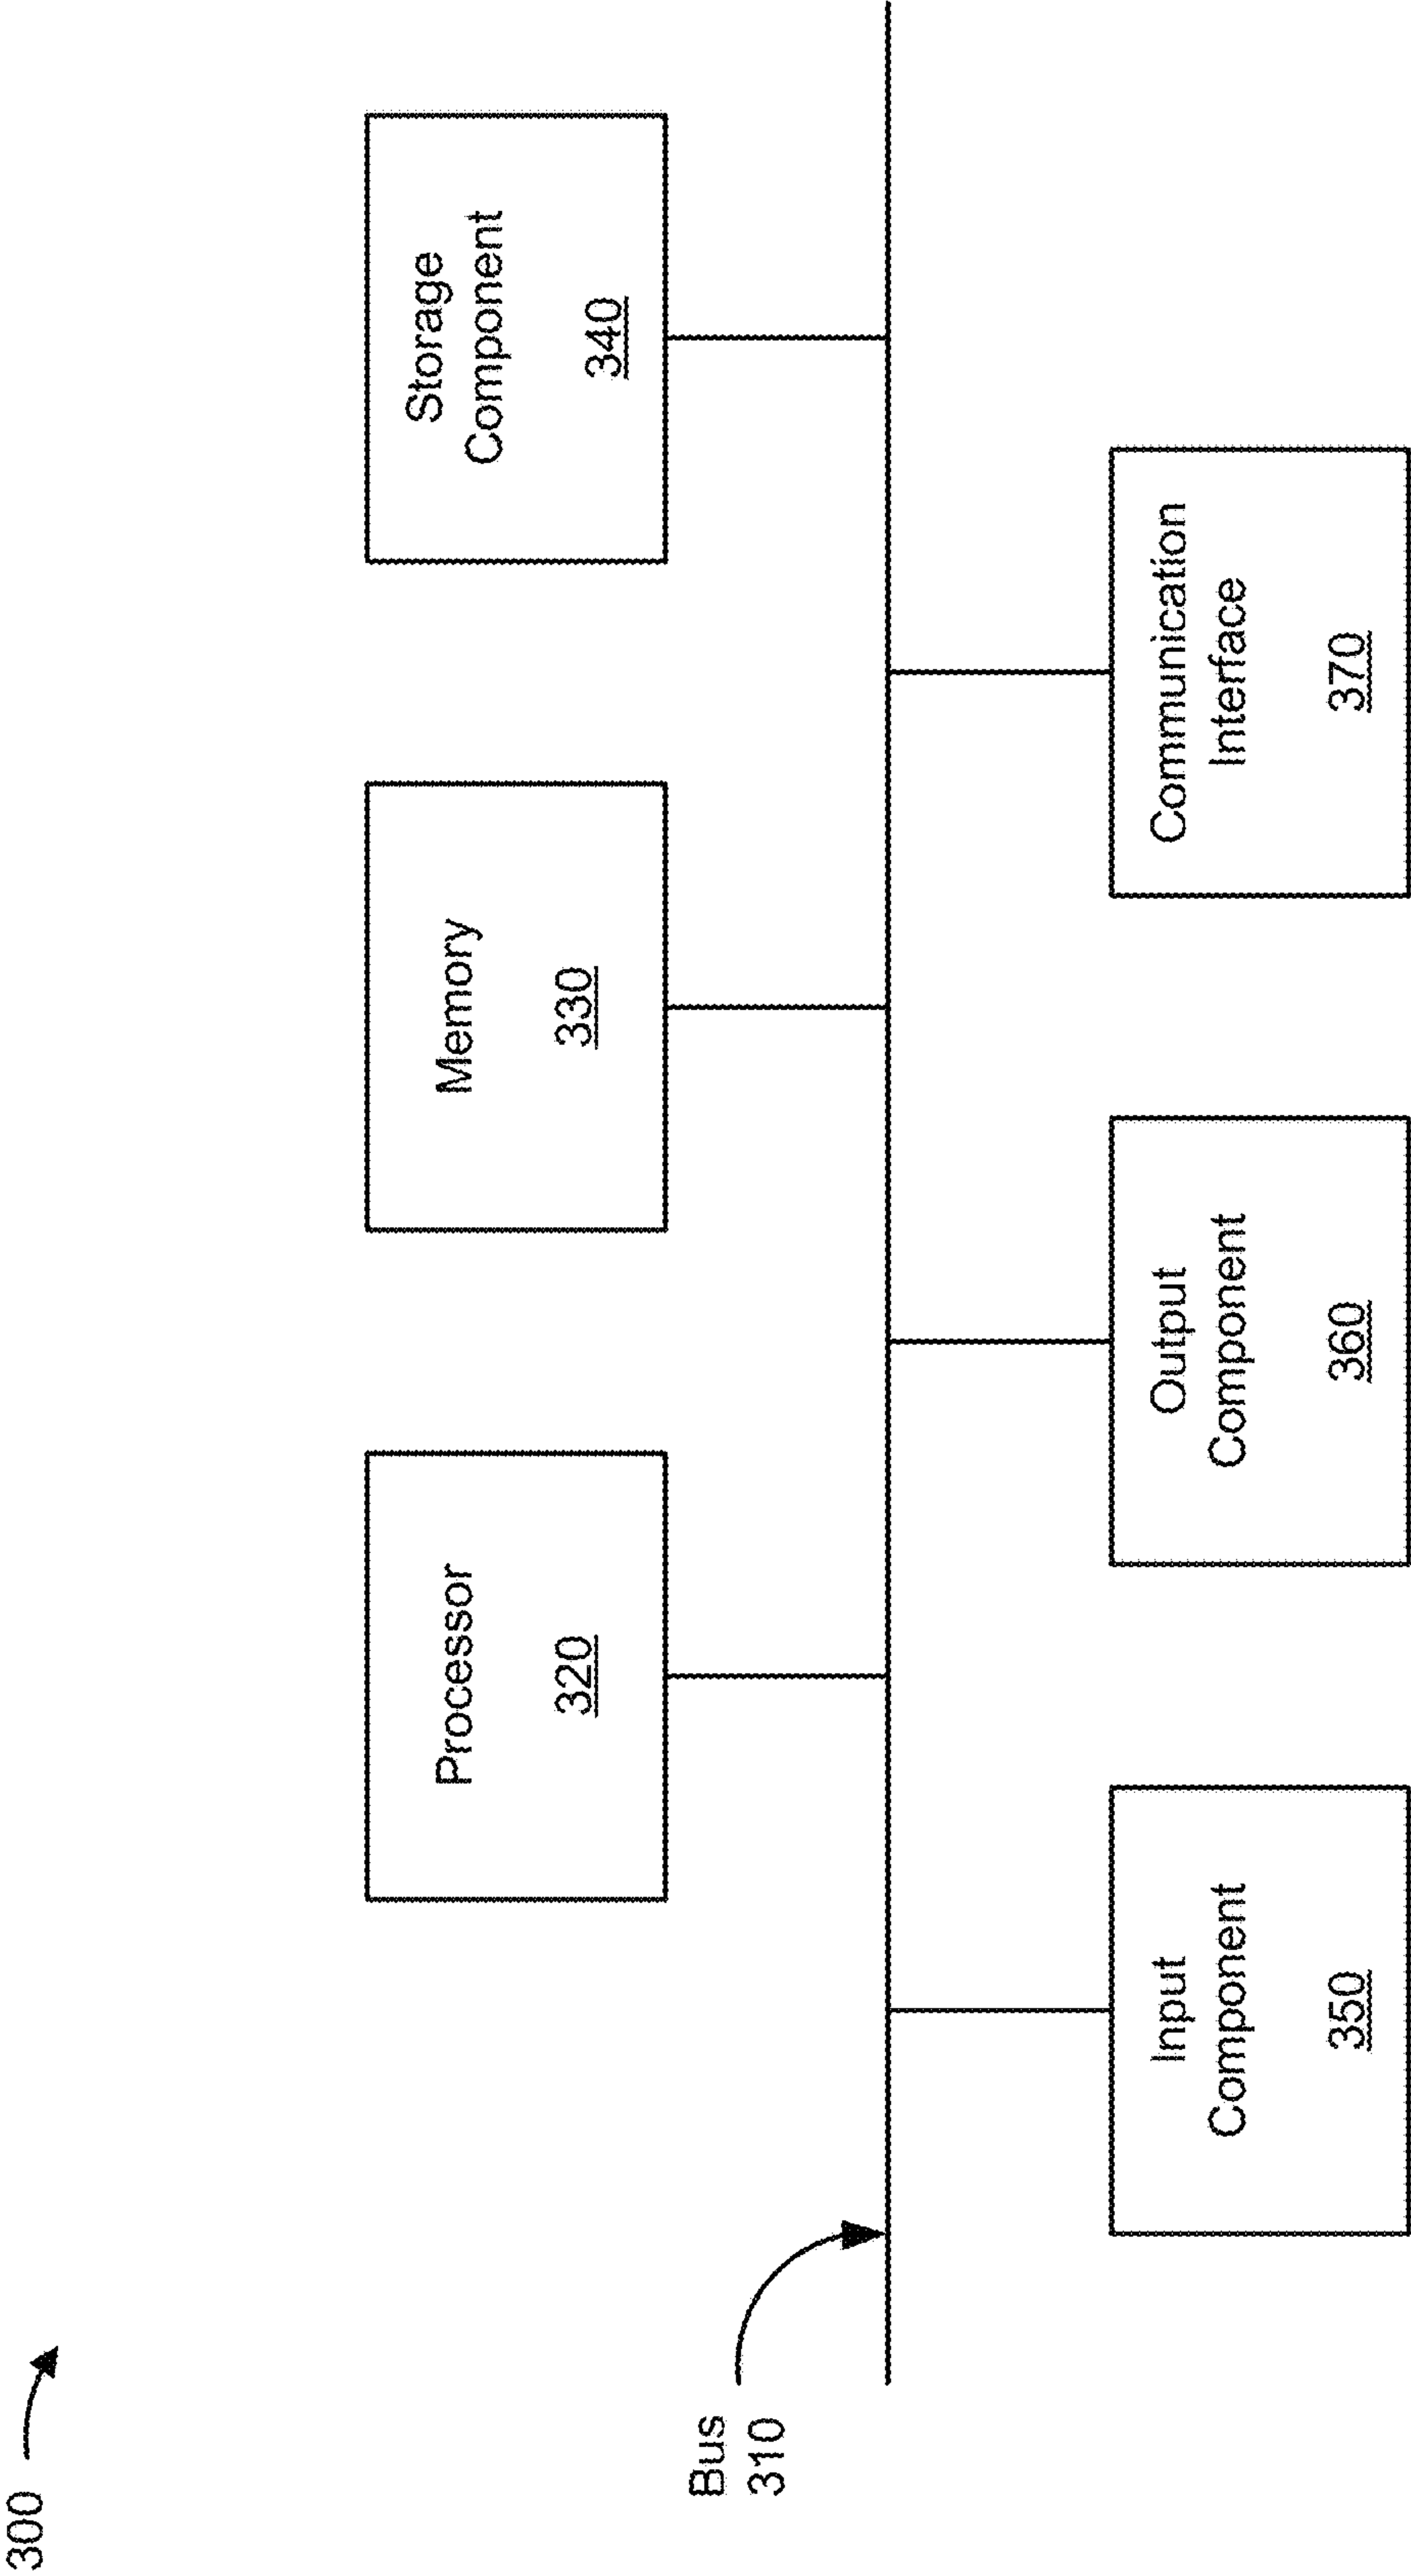 300
Processor
320
Memory
330
Storage
Component
340
Bus
310
Input
Component
350
Output
Component
360
Communication
Interface
370